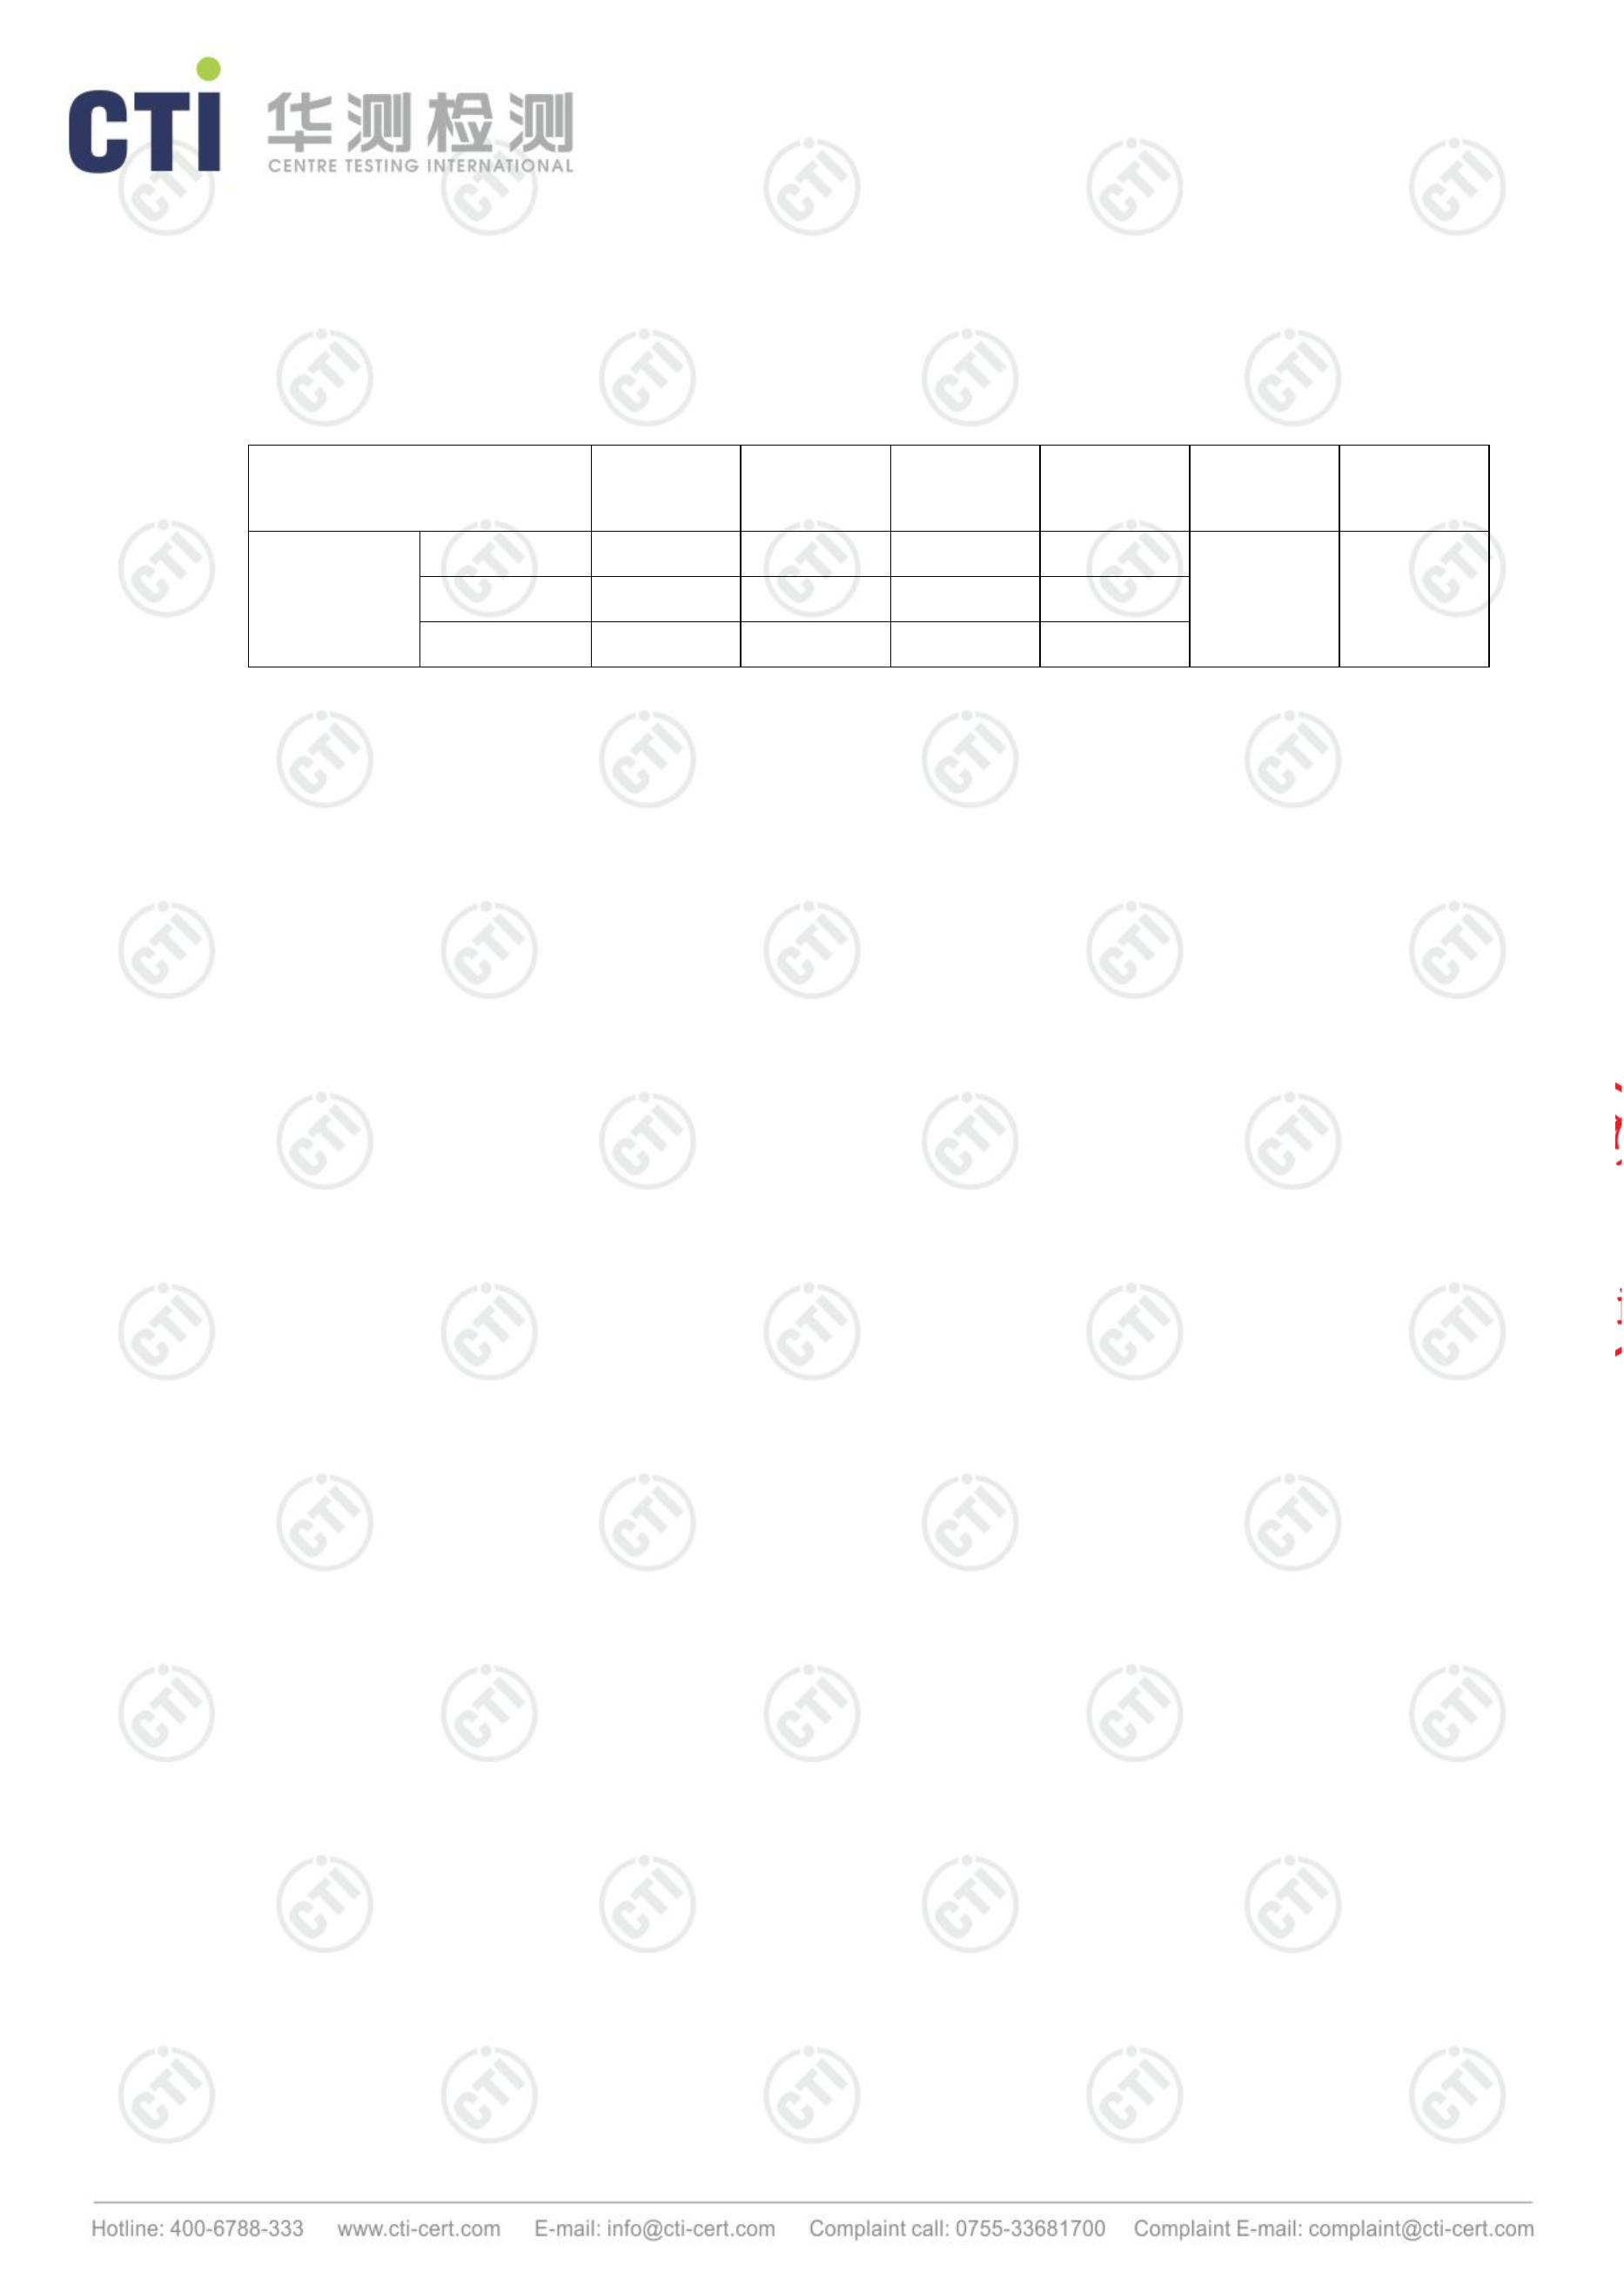 CTI 华测检测
CENTRE TESTING INTERNATIONAL
Hotline: 400-6788-333 www.cti-cert.com E-mail: info@cti-cert.com Complaint call: 0755-33681700 Complaint E-mail: complaint@cti-cert.com